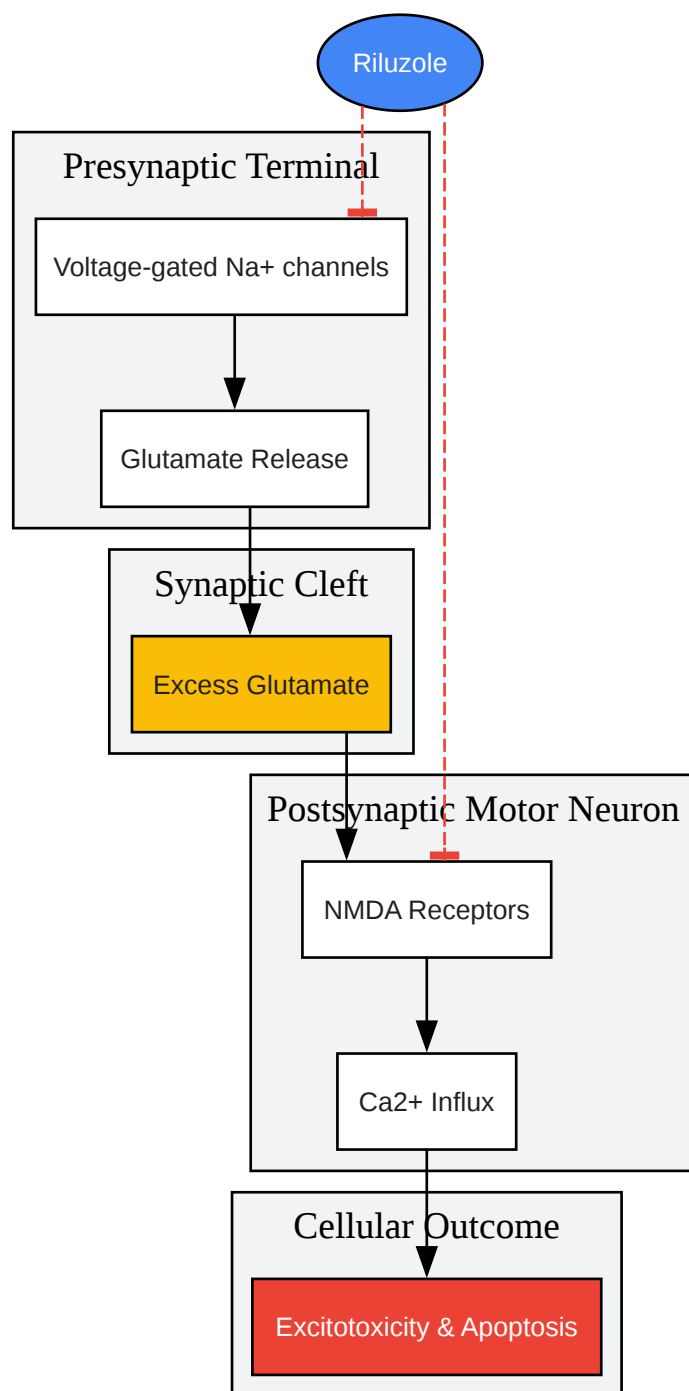 Riluzole
Presynaptic Terminal
Voltage-gated Na+ channels
Glutamate Release
Synaptic Cleft
Excess Glutamate
Postsynaptic Motor Neuron
NMDA Receptors
Ca2+ Influx
Cellular Outcome
Excitotoxicity & Apoptosis